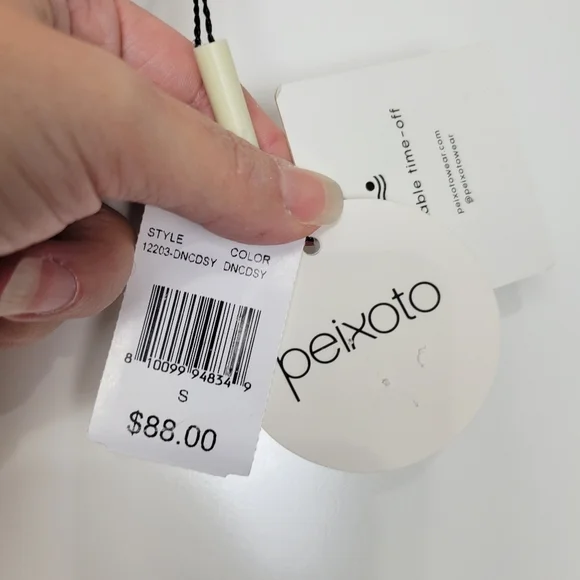 STYLE COLOR
12203-DNCDSY DNCDSY
8 10099 94834 9
S
$88.00
peixoto
able time-off
peixotowear.com
@peixotowear